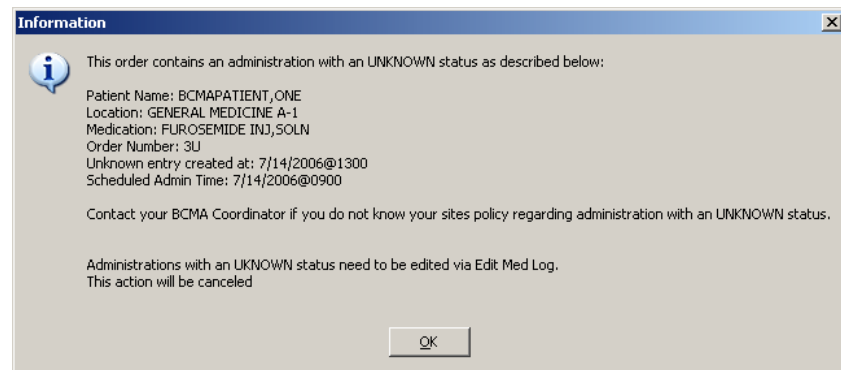 Information
This order contains an administration with an UNKNOWN status as described below:
Patient Name: BCMAPATIENT,ONE
Location: GENERAL MEDICINE A-1
Medication: FUROSEMIDE INJ,SOLN
Order Number: 3U
Unknown entry created at: 7/14/2006@1300
Scheduled Admin Time: 7/14/2006@0900
Contact your BCMA Coordinator if you do not know your sites policy regarding administration with an UNKNOWN status.
Administrations with an UKNOWN status need to be edited via Edit Med Log.
This action will be canceled
OK